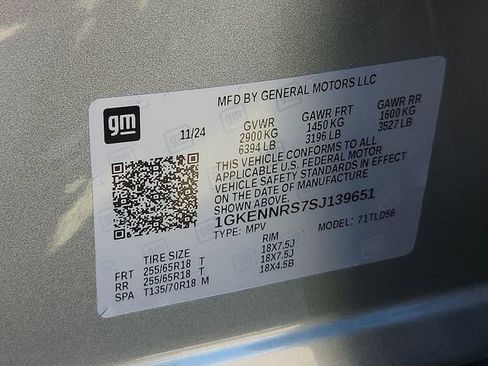 MFD BY GENERAL MOTORS LLC
gm
11/24
GVWR GAWR FRT GAWR RR
2900 KG 1450 KG 1600 KG
6394 LB 3196 LB 3527 LB
THIS VEHICLE CONFORMS TO ALL
APPLICABLE U.S. FEDERAL MOTOR
VEHICLE SAFETY STANDARDS IN EFFECT
ON THE DATE OF MANUFACTURE
SHOWN ABOVE.
1GKENNRS7SJ139651
TYPE: MPV MODEL: 71TLD56
TIRE SIZE RIM
FRT 255/65R18 T 18X7.5J
RR 255/65R18 T 18X7.5J
SPA T135/70R18 M 18X4.5B